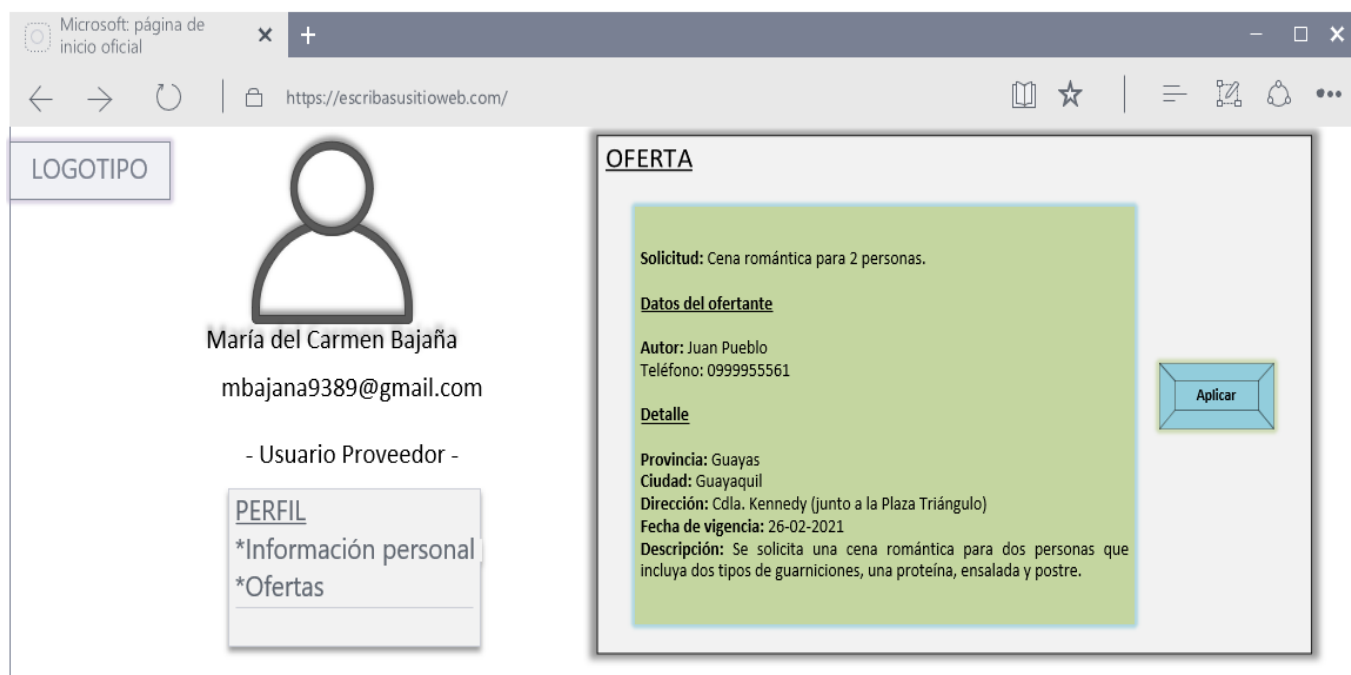 Microsoft: página de
inicio oficial
https://escribasusitioweb.com/
LOGOTIPO
María del Carmen Bajaña
mbajana9389@gmail.com
- Usuario Proveedor -
PERFIL
*Información personal
*Ofertas
OFERTA
Solicitud: Cena romántica para 2 personas.
Datos del ofertante
Autor: Juan Pueblo
Teléfono: 0999955561
Detalle
Provincia: Guayas
Ciudad: Guayaquil
Dirección: Cdla. Kennedy (junto a la Plaza Triángulo)
Fecha de vigencia: 26-02-2021
Descripción: Se solicita una cena romántica para dos personas que
incluya dos tipos de guarniciones, una proteína, ensalada y postre.
Aplicar